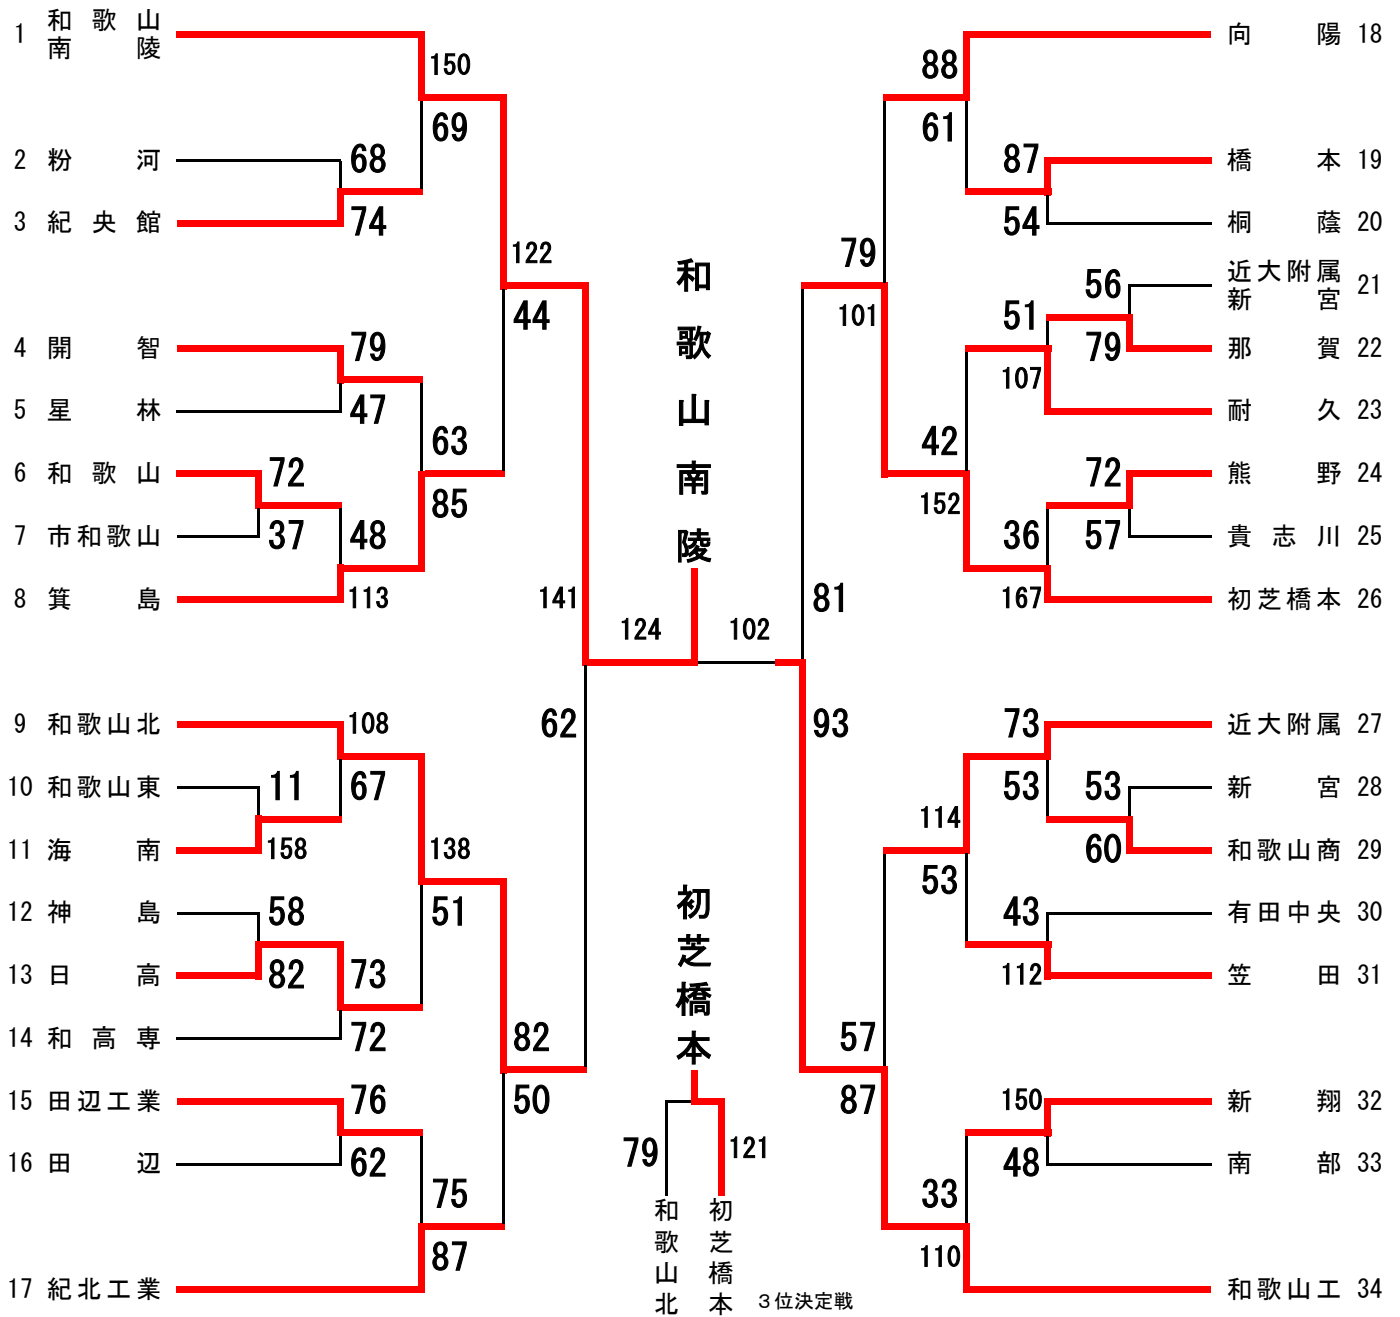 1 和歌山南陵
150
69
2 粉河
68
3 紀央館
74
122
44
4 開智
79
5 星林
47
63
85
6 和歌山
72
7 市和歌山
37
48
8 箕島
113
141
62
9 和歌山北
108
67
10 和歌山東
11
11 海南
158
138
51
12 神島
58
13 日高
82
73
14 和高専
72
82
50
15 田辺工業
76
16 田辺
62
75
87
17 紀北工業
和歌山南陵
124
102
初芝橋本
79
121
和歌山北
初芝橋本
3位決定戦
向陽 18
88
61
橋本 19
87
桐蔭 20
54
79
101
近大附属新宮 21
56
那賀 22
79
51
耐久 23
107
42
152
熊野 24
72
貴志川 25
57
36
初芝橋本 26
167
81
93
近大附属 27
73
53
新宮 28
53
和歌山商 29
60
114
53
有田中央 30
43
笠田 31
112
57
87
新翔 32
150
南部 33
48
33
110
和歌山工 34